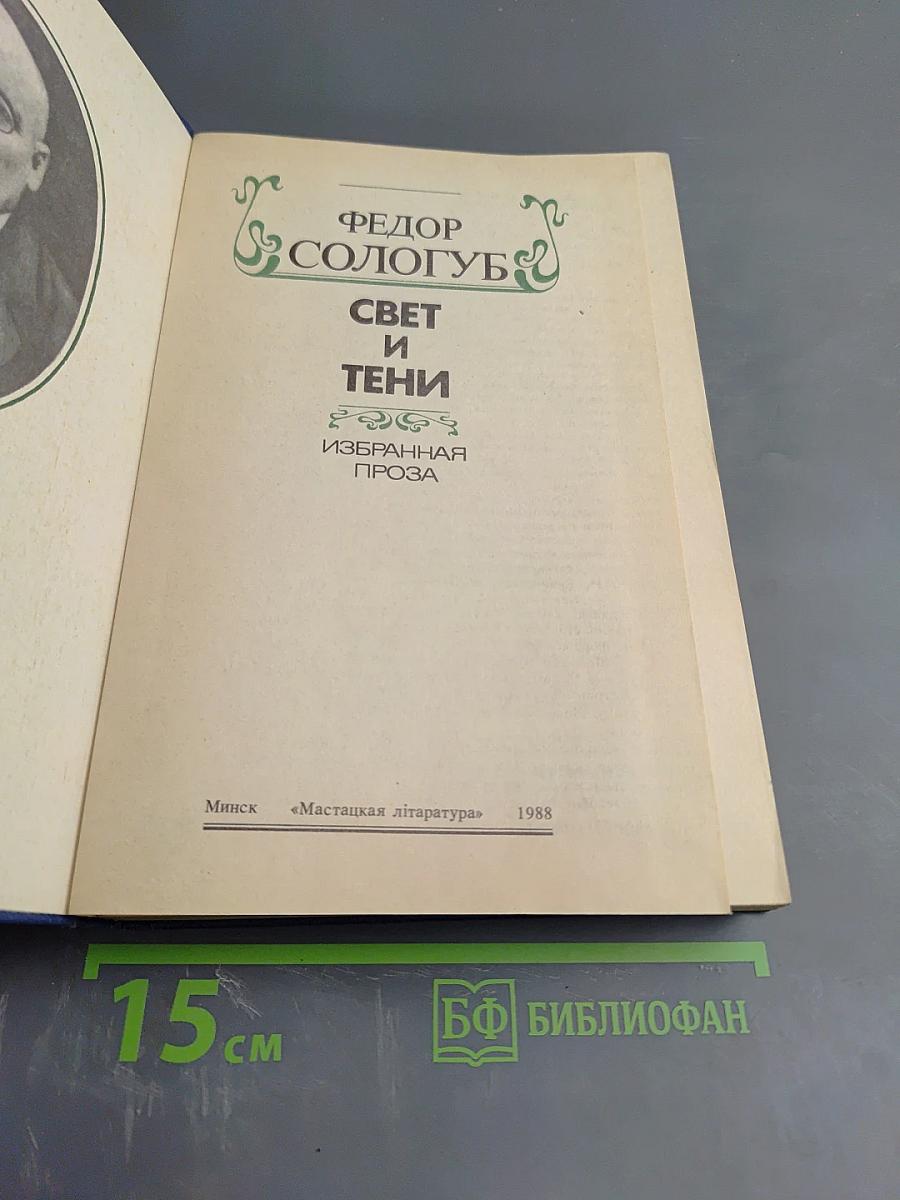 ФЕДОР
СОЛОГУБ
СВЕТ
И
ТЕНИ
ИЗБРАННАЯ
ПРОЗА
Минск «Мастацкая літаратура» 1988
15 см
БФ БИБЛИОФАН